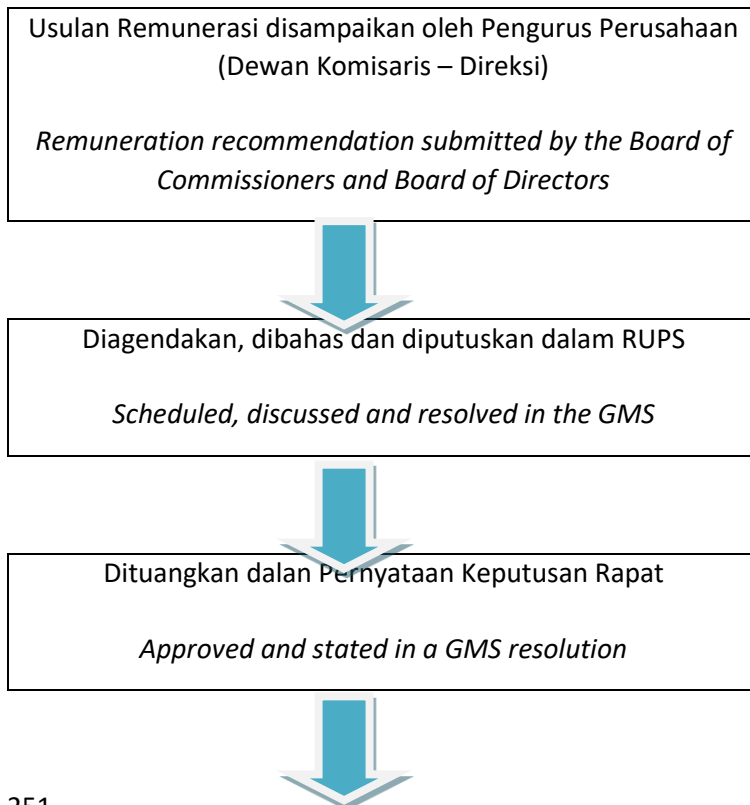 Usulan Remunerasi disampaikan oleh Pengurus Perusahaan
(Dewan Komisaris – Direksi)
Remuneration recommendation submitted by the Board of
Commissioners and Board of Directors
Diagendakan, dibahas dan diputuskan dalam RUPS
Scheduled, discussed and resolved in the GMS
Dituangkan dalan Pernyataan Keputusan Rapat
Approved and stated in a GMS resolution